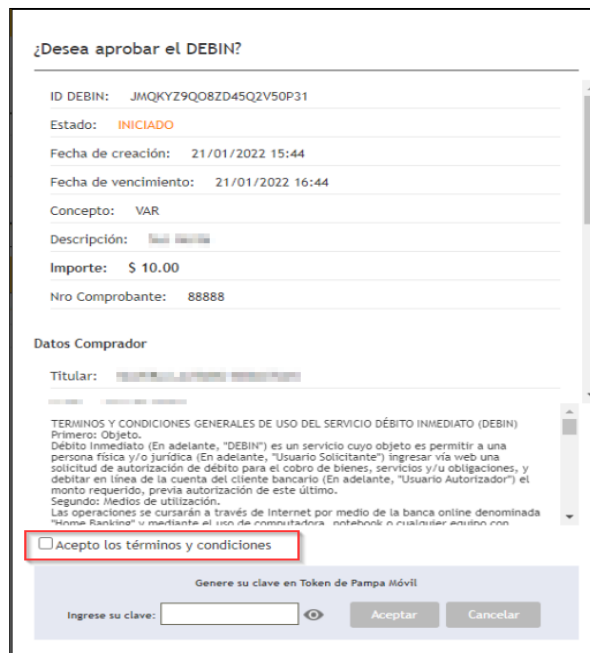 ¿Desea aprobar el DEBIN?
ID DEBIN: JMQKYZ9QO8ZD45Q2V50P31
Estado: INICIADO
Fecha de creación: 21/01/2022 15:44
Fecha de vencimiento: 21/01/2022 16:44
Concepto: VAR
Descripción:
Importe: $ 10.00
Nro Comprobante: 88888
Datos Comprador
Titular:
TERMINOS Y CONDICIONES GENERALES DE USO DEL SERVICIO DÉBITO INMEDIATO (DEBIN)
Primero: Objeto.
Débito Inmediato (En adelante, "DEBIN") es un servicio cuyo objeto es permitir a una
persona física y/o jurídica (En adelante, "Usuario Solicitante") ingresar vía web una
solicitud de autorización de débito para el cobro de bienes, servicios y/u obligaciones, y
debitar en línea de la cuenta del cliente bancario (En adelante, "Usuario Autorizador") el
monto requerido, previa autorización de este último.
Segundo: Medios de utilización.
Las operaciones se cursarán a través de Internet por medio de la banca online denominada
"Home Banking" y mediante el uso de computadora, notebook o cualquier equipo con
Acepto los términos y condiciones
Genere su clave en Token de Pampa Móvil
Ingrese su clave: Aceptar Cancelar